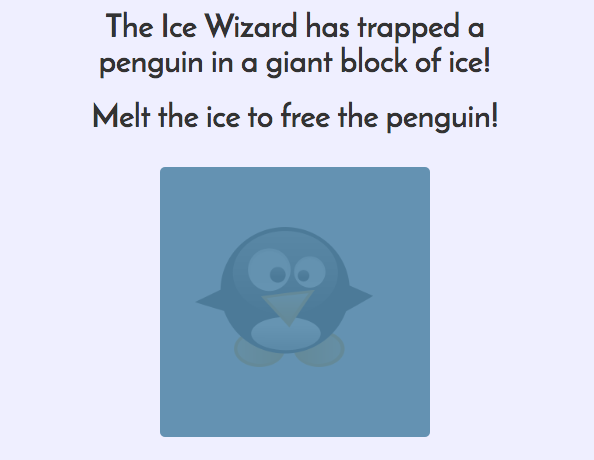 The Ice Wizard has trapped a
penguin in a giant block of ice!
Melt the ice to free the penguin!